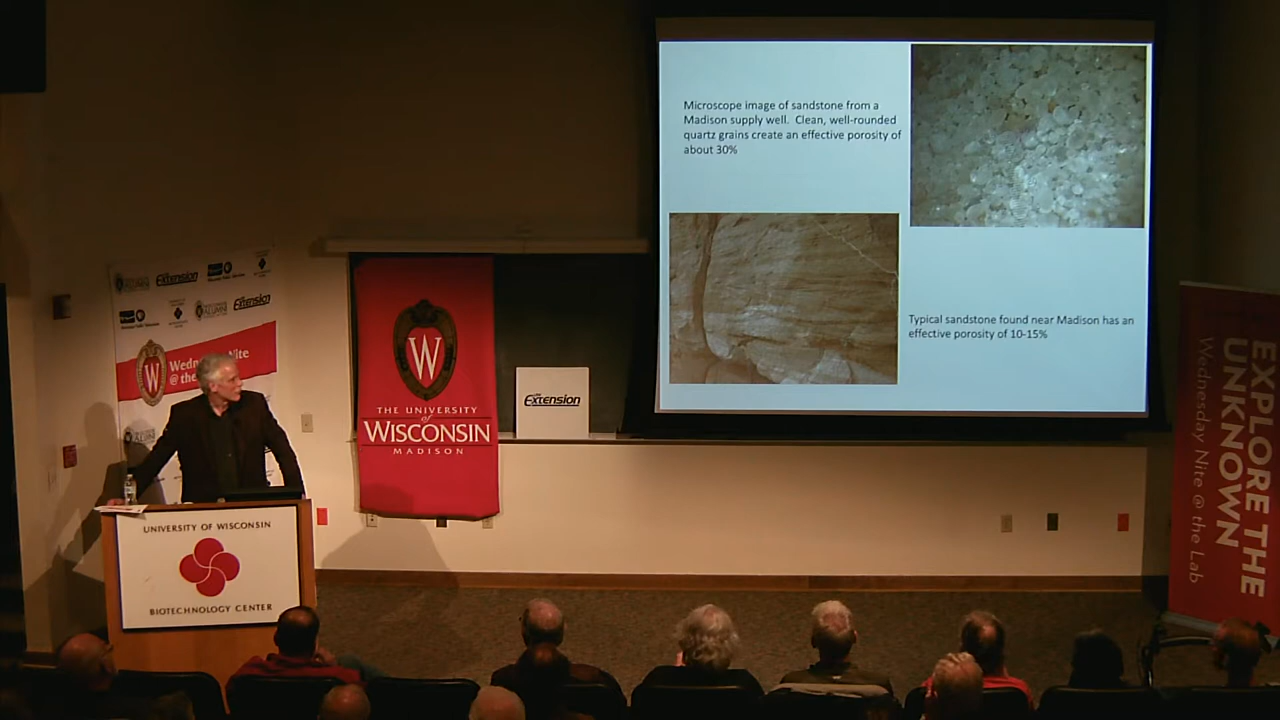 Microscope image of sandstone from a
Madison supply well.  Clean, well-rounded
quartz grains create an effective porosity of
about 30%
Typical sandstone found near Madison has an
effective porosity of 10-15%
Extension
Extension
Wednesday Nite
@ the
W
THE UNIVERSITY
of
WISCONSIN
MADISON
Extension
UNIVERSITY OF WISCONSIN
BIOTECHNOLOGY CENTER
EXPLORE THE
UNKNOWN
Wednesday Nite @ the Lab